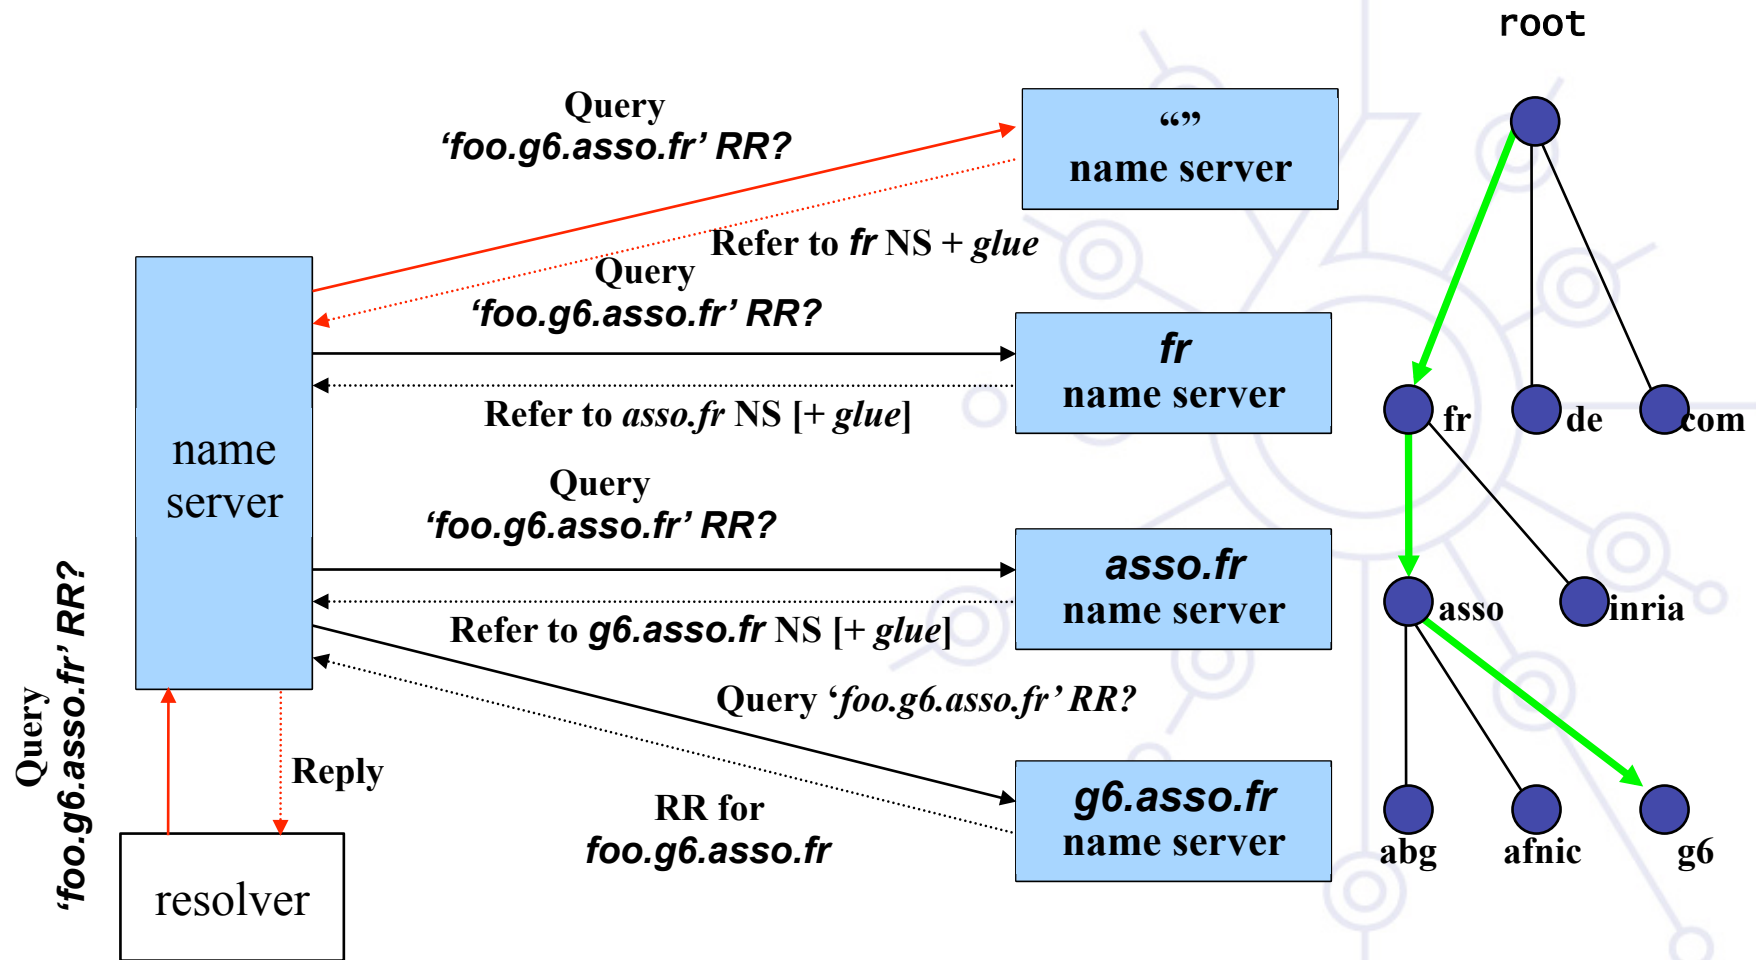 root
Query
‘foo.g6.asso.fr’ RR?
“”
name server
Refer to fr NS + glue
Query
‘foo.g6.asso.fr’ RR?
fr
name server
Refer to asso.fr NS [+ glue]
fr
de
com
name
server
Query
‘foo.g6.asso.fr’ RR?
asso.fr
name server
Refer to g6.asso.fr NS [+ glue]
asso
inria
Query ‘foo.g6.asso.fr’ RR?
Query
‘foo.g6.asso.fr’ RR?
Reply
RR for
foo.g6.asso.fr
g6.asso.fr
name server
abg
afnic
g6
resolver